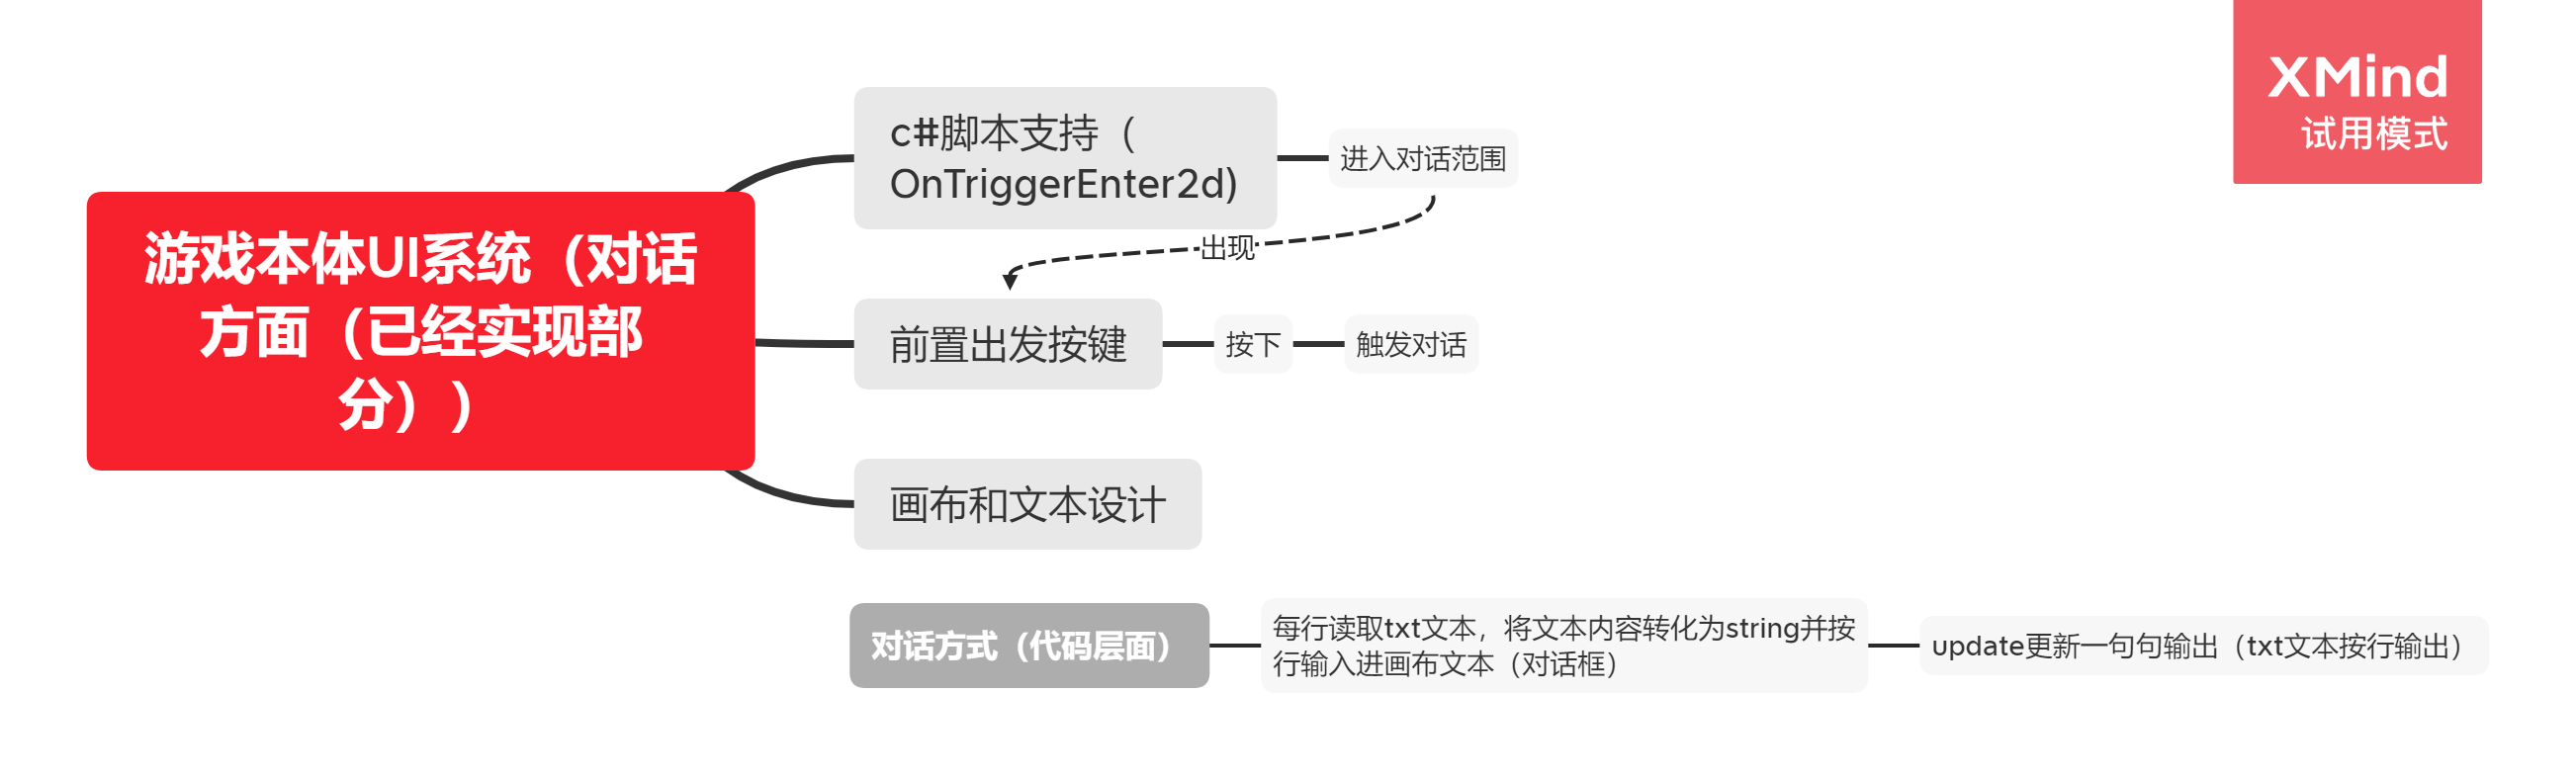 XMind
试用模式
c#脚本支持（
OnTriggerEnter2d)
进入对话范围
出现
游戏本体UI系统（对话
方面（已经实现部
分））
前置出发按键
按下
触发对话
画布和文本设计
对话方式（代码层面）
每行读取txt文本，将文本内容转化为string并按
行输入进画布文本（对话框）
update更新一句句输出（txt文本按行输出）